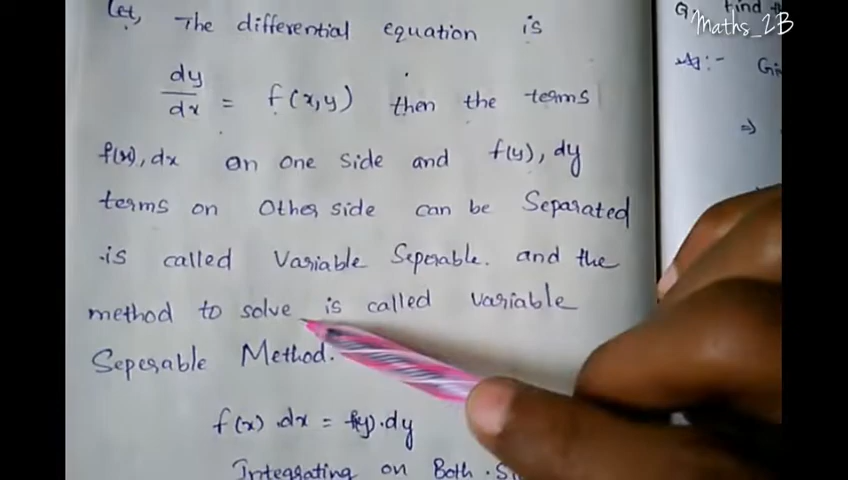 Let, The differential equation is
dy/dx = f(x,y) then the terms
f(x), dx on one side and f(y), dy
terms on Other side can be Separated
is called Variable Seperable. and the
method to solve is called variable
Seperable Method.
f(x).dx = f(y).dy
Integrating on Both
Maths_2B
Find
Gi
⇒